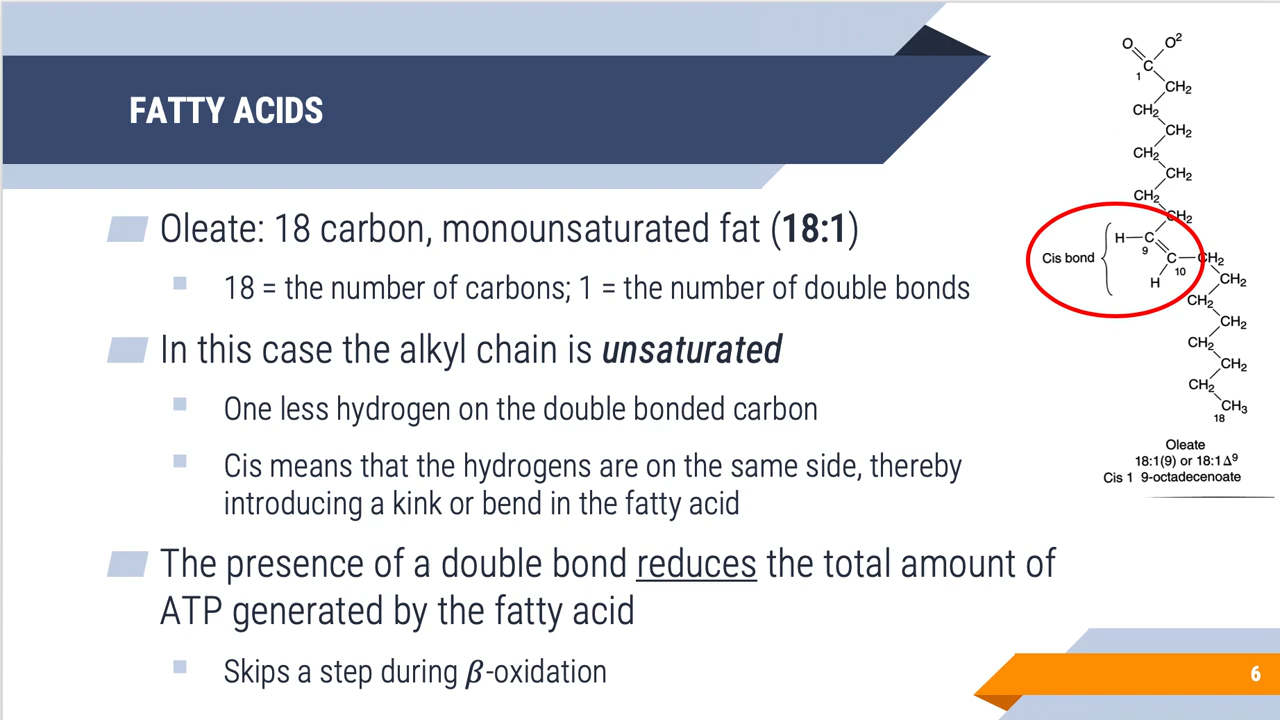 FATTY ACIDS
Oleate: 18 carbon, monounsaturated fat (18:1)
18 = the number of carbons; 1 = the number of double bonds
In this case the alkyl chain is unsaturated
One less hydrogen on the double bonded carbon
Cis means that the hydrogens are on the same side, thereby
introducing a kink or bend in the fatty acid
The presence of a double bond reduces the total amount of
ATP generated by the fatty acid
Skips a step during β-oxidation
O O2
C
1
CH2
CH2
CH2
CH2
CH2
CH2
CH2
H C
9
Cis bond
C CH2
10
H
CH2
CH2
CH2
CH2
CH2
CH2
CH3
18
Oleate
18:1(9) or 18:1Δ9
Cis 1 9-octadecenoate
6